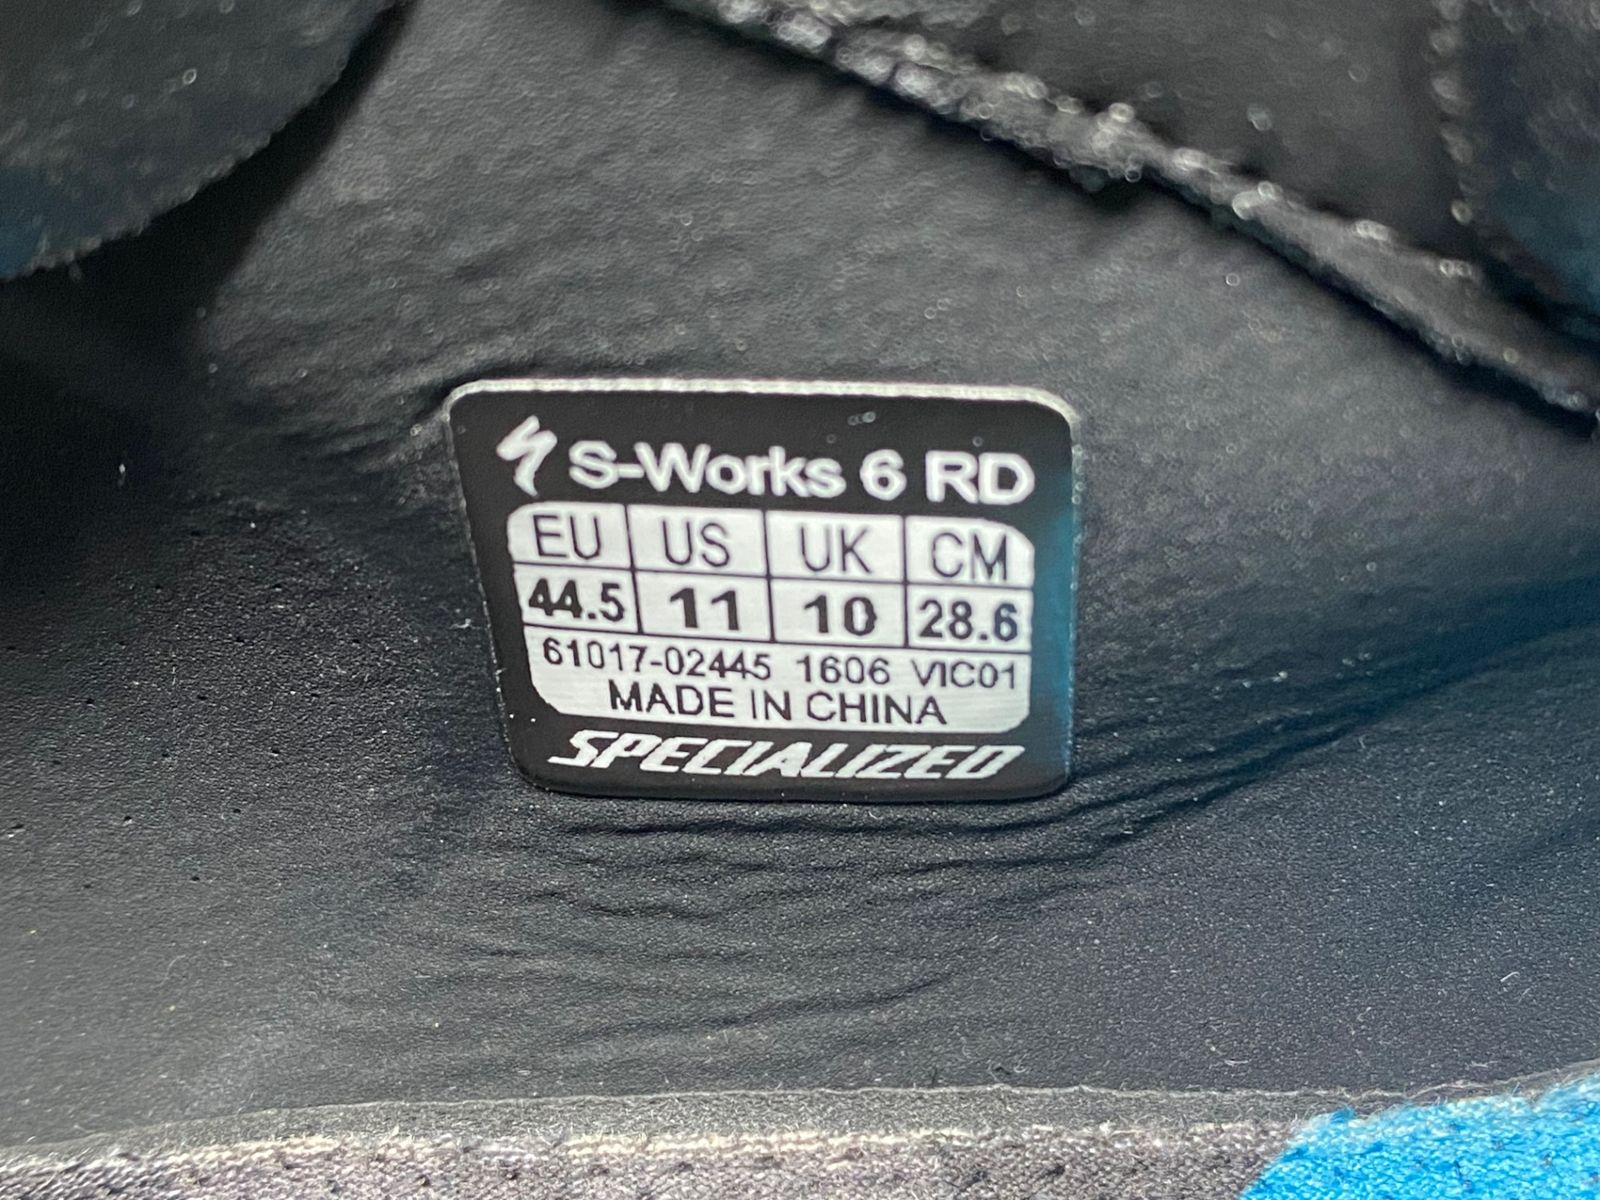 S-Works 6 RD
EU US UK CM
44.5 11 10 28.6
61017-02445 1606 VIC01
MADE IN CHINA
SPECIALIZED